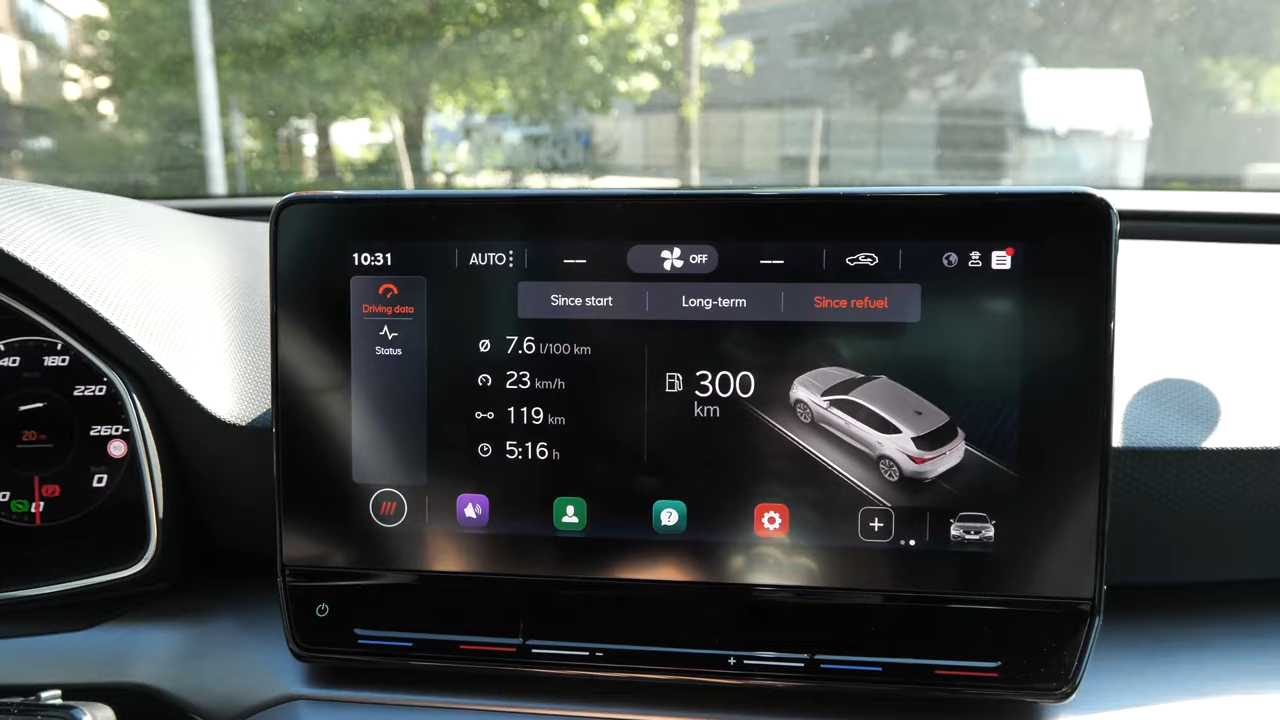 10:31
AUTO
OFF
Since start
Long-term
Since refuel
Driving data
Status
Ø 7.6 l/100 km
23 km/h
119 km
5:16 h
300
km
180
220
260
20
0